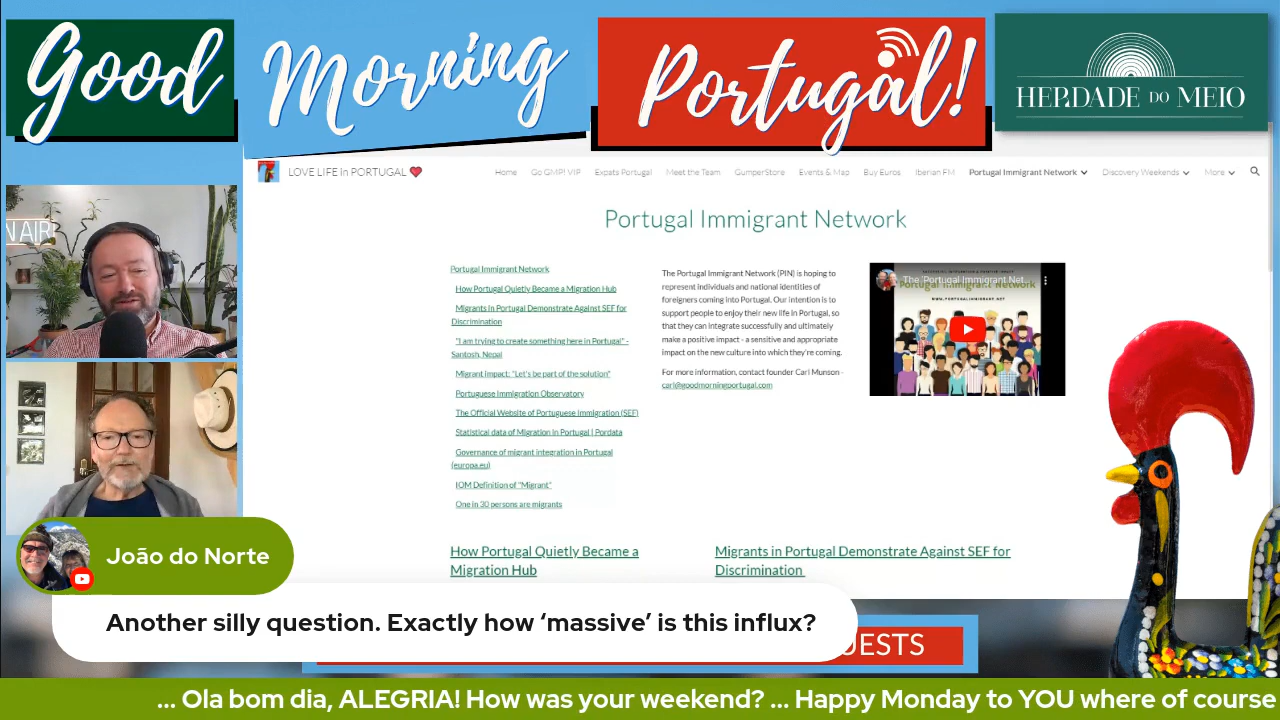 Good
Morning
Portugal!
HERDADE DO MEIO
LOVE LIFE In PORTUGAL
Home
Go GMP! VIP
Expats Portugal
Meet the Team
GumperStore
Events & Map
Buy Euros
Iberian FM
Portugal Immigrant Network
Discovery Weekends
More
Portugal Immigrant Network
Portugal Immigrant Network
How Portugal Quietly Became a Migration Hub
Migrants in Portugal Demonstrate Against SEF for
Discrimination
"I am trying to create something here in Portugal" -
Santosh, Nepal
Migrant Impact: "Let's be part of the solution"
Portuguese Immigration Observatory
The Official Website of Portuguese Immigration (SEF)
Statistical data of Migration in Portugal | Pordata
Governance of migrant integration in Portugal
(europa.eu)
IOM Definition of "Migrant"
One in 30 persons are migrants
The Portugal Immigrant Network (PIN) is hoping to
represent individuals and national identities of
foreigners coming into Portugal. Our intention is to
support people to enjoy their new life in Portugal, so
that they can integrate successfully and ultimately
make a positive impact - a sensitive and appropriate
impact on the new culture into which they're coming.
For more information, contact founder Carl Munson -
carl@goodmorningportugal.com
The 'Portugal Immigrant Net...
Portugal Immigrant Network
WWW.PORTUGALIMMIGRANT.NET
N AIR
How Portugal Quietly Became a
Migration Hub
Migrants in Portugal Demonstrate Against SEF for
Discrimination
João do Norte
Another silly question. Exactly how ‘massive’ is this influx?
UESTS
... Ola bom dia, ALEGRIA! How was your weekend? ... Happy Monday to YOU where of course